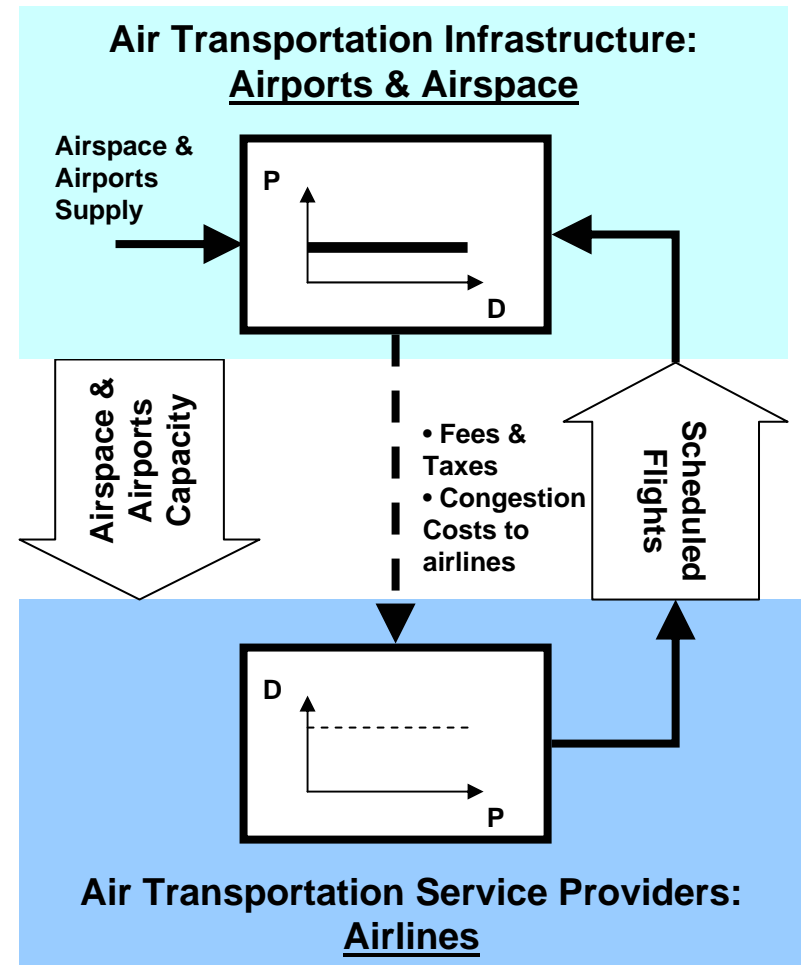 Air Transportation Infrastructure:
Airports & Airspace
Airspace &
Airports
Supply
P
D
Airspace &
Airports
Capacity
• Fees &
Taxes
• Congestion
Costs to
airlines
Scheduled
Flights
D
P
Air Transportation Service Providers:
Airlines